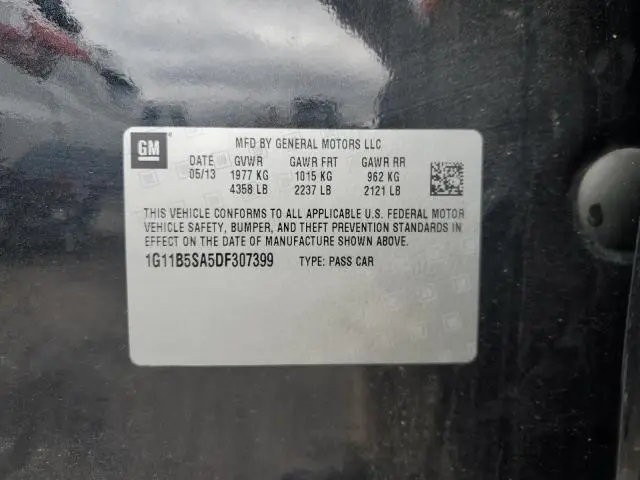 GM
MFD BY GENERAL MOTORS LLC
DATE GVWR GAWR FRT GAWR RR
05/13 1977 KG 1015 KG 962 KG
4358 LB 2237 LB 2121 LB
THIS VEHICLE CONFORMS TO ALL APPLICABLE U.S. FEDERAL MOTOR
VEHICLE SAFETY, BUMPER, AND THEFT PREVENTION STANDARDS IN
EFFECT ON THE DATE OF MANUFACTURE SHOWN ABOVE.
1G11B5SA5DF307399 TYPE: PASS CAR